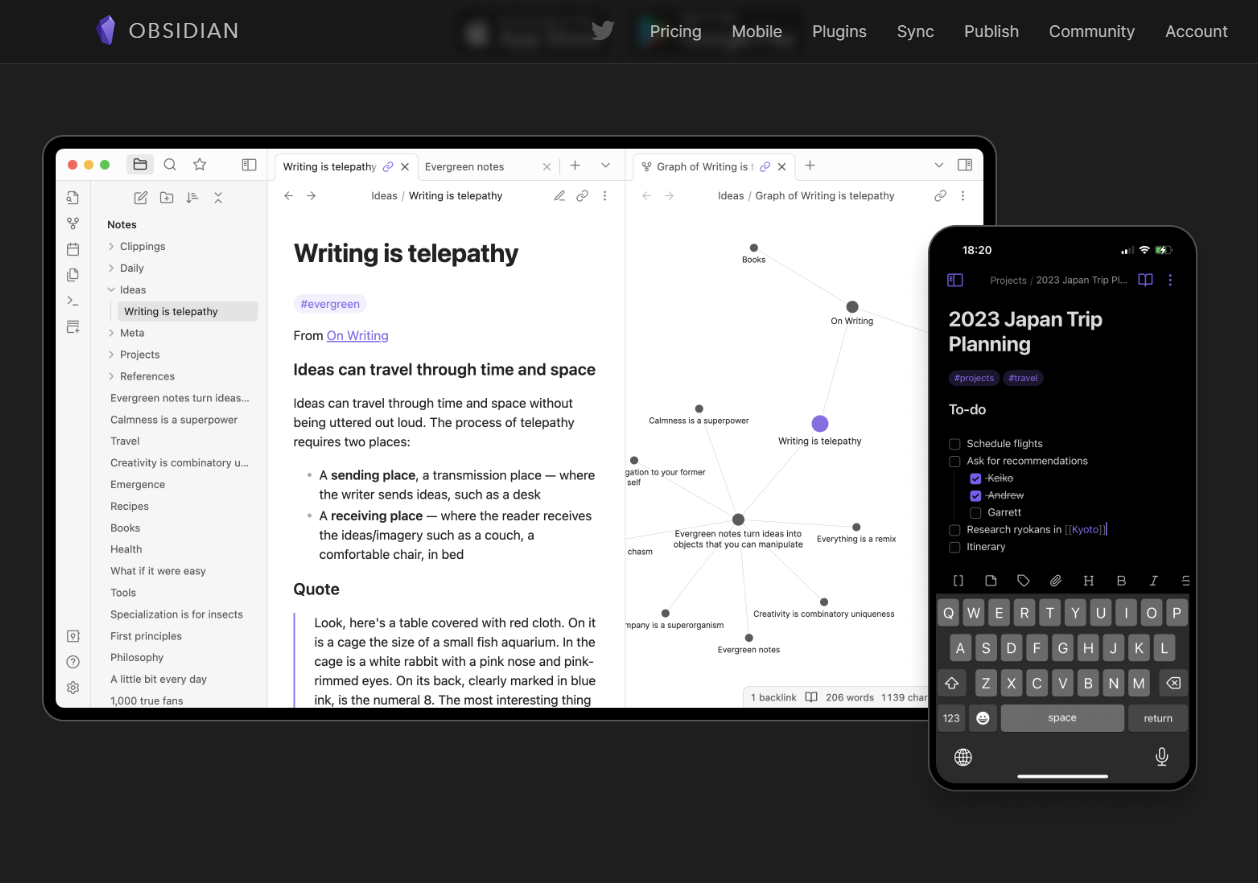 OBSIDIAN
Pricing
Mobile
Plugins
Sync
Publish
Community
Account
Writing is telepathy
Evergreen notes
Graph of Writing is t
Notes
Clippings
Daily
Ideas
Writing is telepathy
Meta
Projects
References
Evergreen notes turn ideas...
Calmness is a superpower
Travel
Creativity is combinatory u...
Emergence
Recipes
Books
Health
What if it were easy
Tools
Specialization is for insects
First principles
Philosophy
A little bit every day
1,000 true fans
Ideas / Writing is telepathy
Writing is telepathy
#evergreen
From On Writing
Ideas can travel through time and space
Ideas can travel through time and space without
being uttered out loud. The process of telepathy
requires two places:
• A sending place, a transmission place — where
the writer sends ideas, such as a desk
• A receiving place — where the reader receives
the ideas/imagery such as a couch, a
comfortable chair, in bed
Quote
Look, here's a table covered with red cloth. On it
is a cage the size of a small fish aquarium. In the
cage is a white rabbit with a pink nose and pink-
rimmed eyes. On its back, clearly marked in blue
ink, is the numeral 8. The most interesting thing
Ideas / Graph of Writing is telepathy
Books
On Writing
Calmness is a superpower
Writing is telepathy
gation to your former
self
Evergreen notes turn ideas into
objects that you can manipulate
Everything is a remix
chasm
Creativity is combinatory uniqueness
mpany is a superorganism
Evergreen notes
1 backlink 206 words 1139 char
18:20
Projects / 2023 Japan Trip Pl...
2023 Japan Trip
Planning
#projects #travel
To-do
Schedule flights
Ask for recommendations
Keiko
Andrew
Garrett
Research ryokans in [[Kyoto]]
Itinerary
[] H B I S
Q W E R T Y U I O P
A S D F G H J K L
Z X C V B N M
123 space return